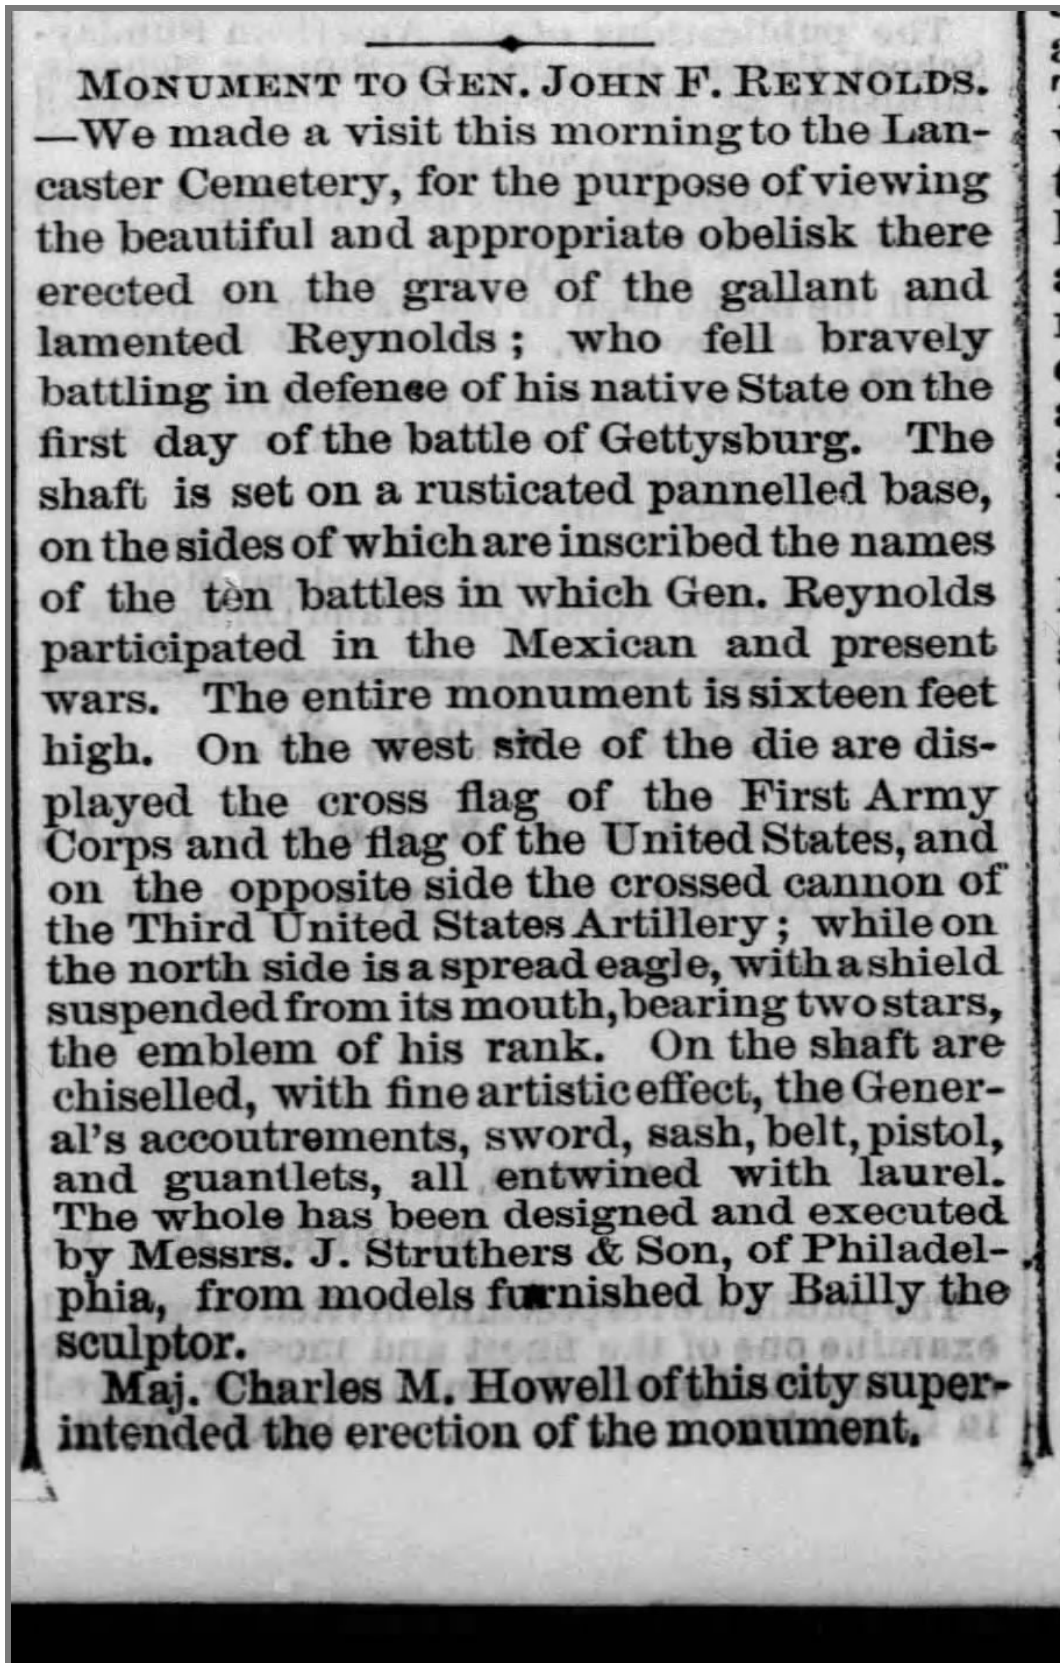 MONUMENT TO GEN. JOHN F. REYNOLDS.
—We made a visit this morning to the Lan-
caster Cemetery, for the purpose of viewing
the beautiful and appropriate obelisk there
erected on the grave of the gallant and
lamented Reynolds ; who fell bravely
battling in defense of his native State on the
first day of the battle of Gettysburg. The
shaft is set on a rusticated pannelled base,
on the sides of which are inscribed the names
of the ten battles in which Gen. Reynolds
participated in the Mexican and present
wars. The entire monument is sixteen feet
high. On the west side of the die are dis-
played the cross flag of the First Army
Corps and the flag of the United States, and
on the opposite side the crossed cannon of
the Third United States Artillery ; while on
the north side is a spread eagle, with a shield
suspended from its mouth, bearing two stars,
the emblem of his rank. On the shaft are
chiselled, with fine artistic effect, the Gener-
al's accoutrements, sword, sash, belt, pistol,
and guantlets, all entwined with laurel.
The whole has been designed and executed
by Messrs. J. Struthers & Son, of Philadel-
phia, from models furnished by Bailly the
sculptor.
Maj. Charles M. Howell of this city super-
intended the erection of the monument.